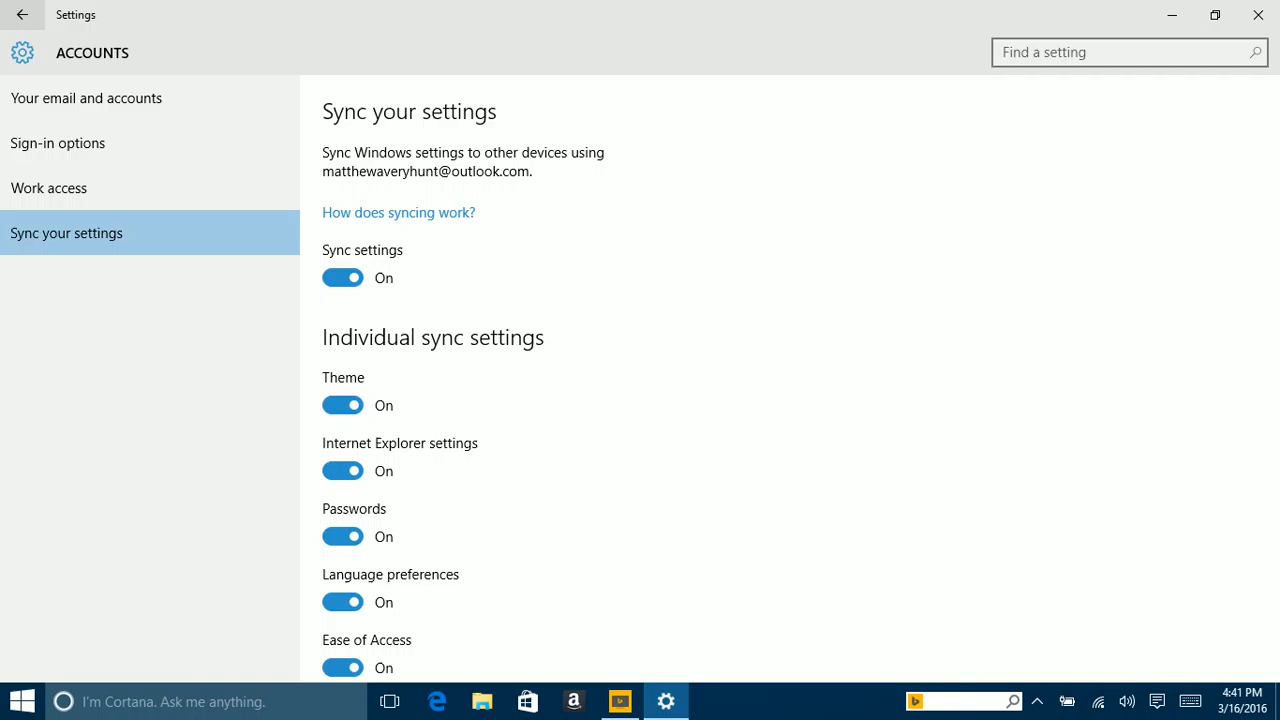 Settings
ACCOUNTS
Find a setting
Your email and accounts
Sign-in options
Work access
Sync your settings
Sync your settings
Sync Windows settings to other devices using
matthewaveryhunt@outlook.com.
How does syncing work?
Sync settings
On
Individual sync settings
Theme
On
Internet Explorer settings
On
Passwords
On
Language preferences
On
Ease of Access
On
I'm Cortana. Ask me anything.
a
4:41 PM
3/16/2016